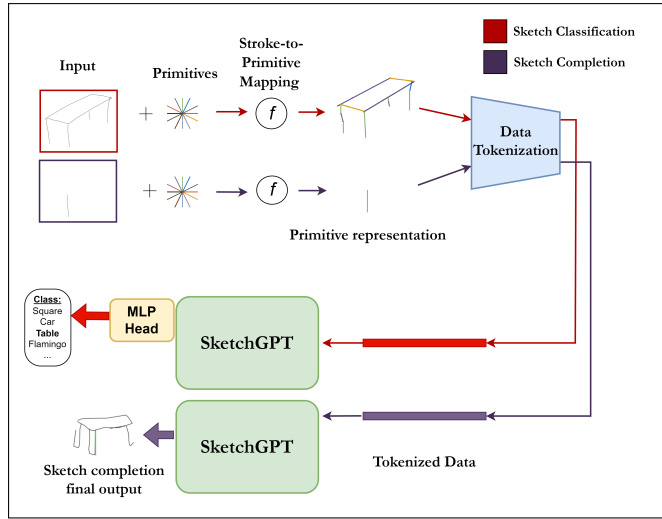 Sketch Classification
Sketch Completion
Input
Primitives
Stroke-to-
Primitive
Mapping
+
f
Data
Tokenization
+
f
Primitive representation
Class:
Square
Car
Table
Flamingo
...
MLP
Head
SketchGPT
SketchGPT
Sketch completion
final output
Tokenized Data